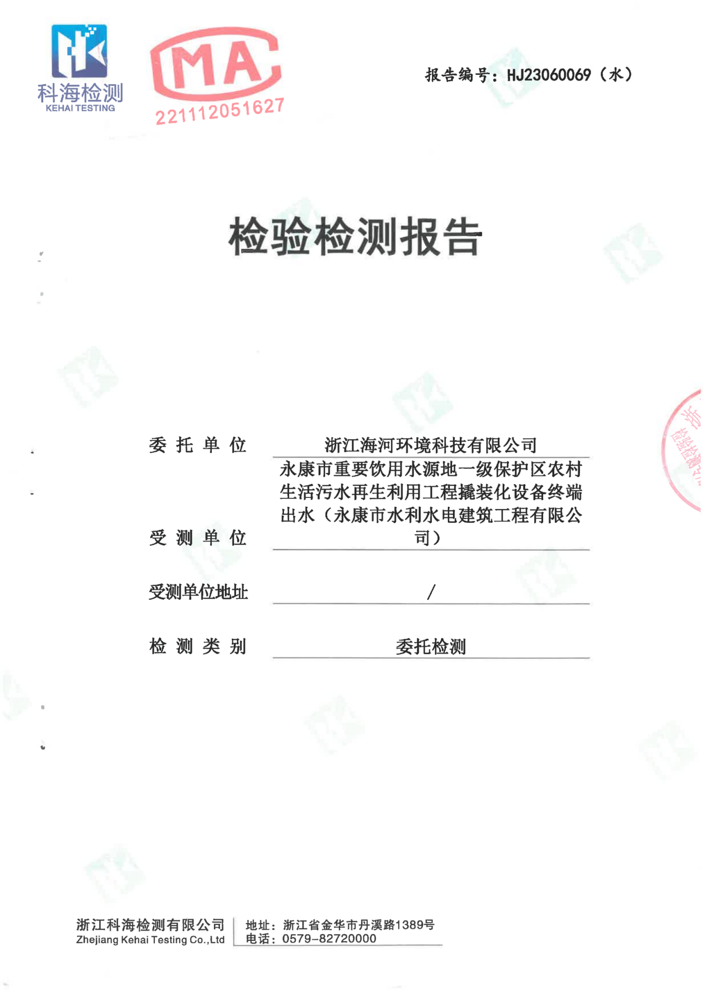 科海检测
KEHAI TESTING
MA
221112051627
报告编号：HJ23060069（水）
检验检测报告
委托单位 浙江海河环境科技有限公司
永康市重要饮用水源地一级保护区农村
生活污水再生利用工程撬装化设备终端
出水（永康市水利水电建筑工程有限公
受测单位 司）
受测单位地址 /
检测类别 委托检测
浙
检验检测专
浙江科海检测有限公司
Zhejiang Kehai Testing Co.,Ltd
地址：浙江省金华市丹溪路1389号
电话：0579-82720000